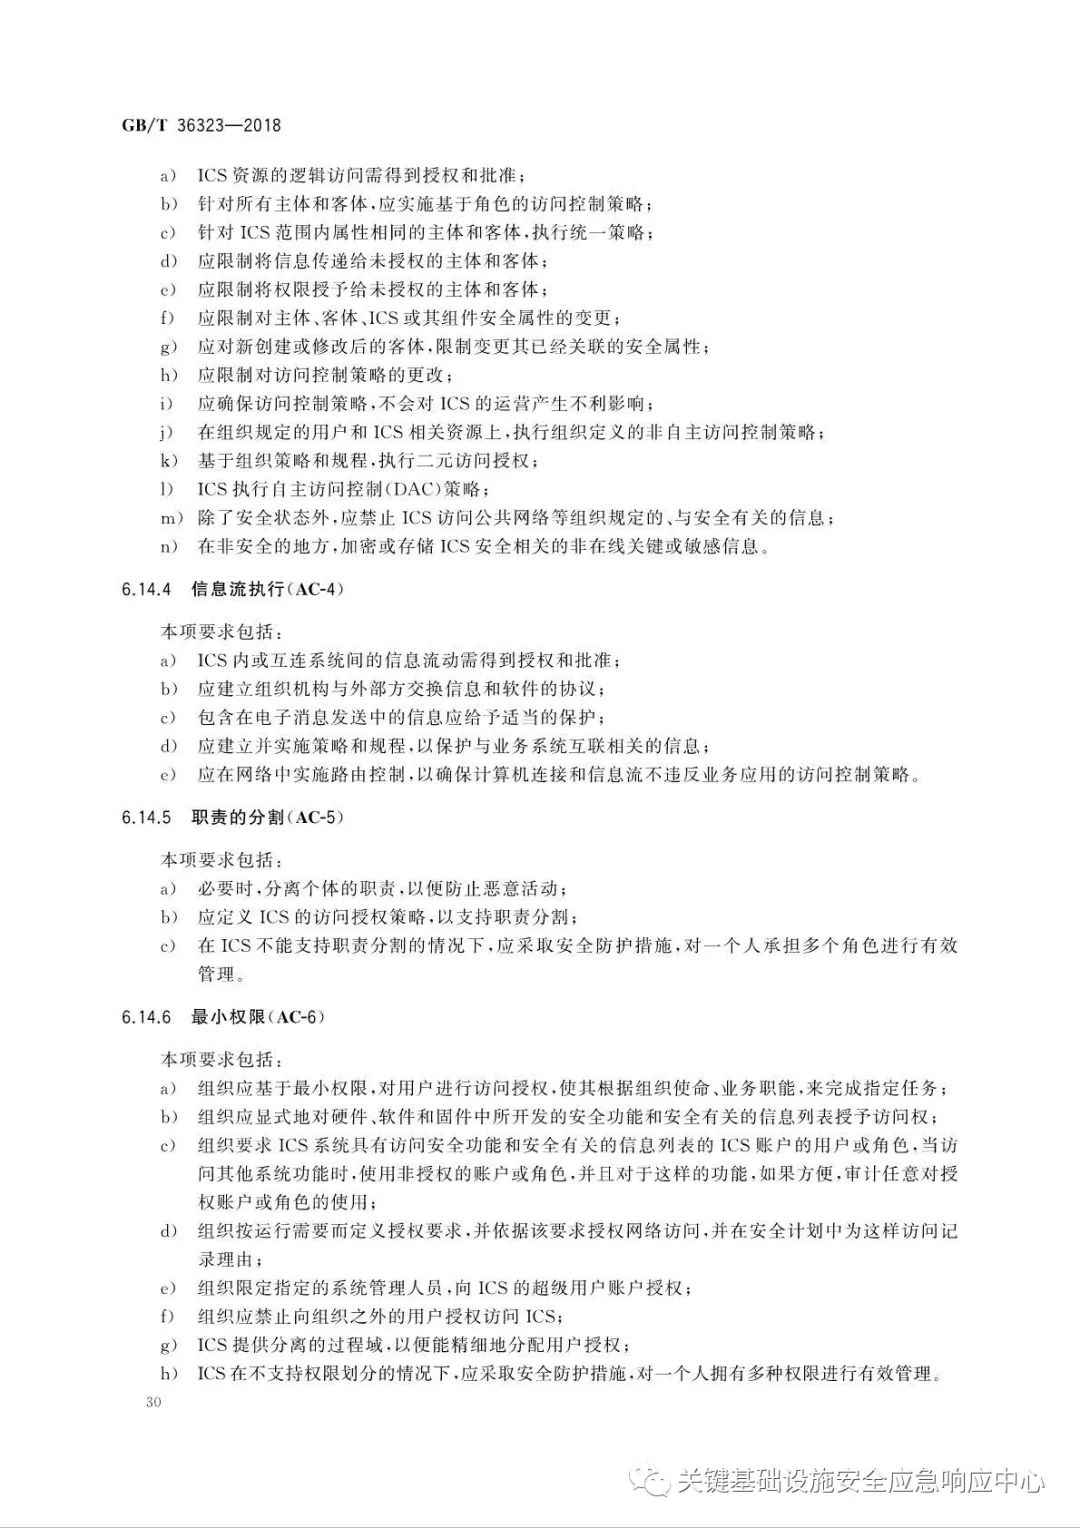 GB/T 36323—2018
a) ICS资源的逻辑访问需得到授权和批准；
b) 针对所有主体和客体，应实施基于角色的访问控制策略；
c) 针对 ICS 范围内属性相同的主体和客体，执行统一策略；
d) 应限制将信息传递给未授权的主体和客体；
e) 应限制将权限授予给未授权的主体和客体；
f) 应限制对主体、客体、ICS或其组件安全属性的变更；
g) 应对新创建或修改后的客体，限制变更其已经关联的安全属性；
h) 应限制对访问控制策略的更改；
i) 应确保访问控制策略，不会对 ICS 的运营产生不利影响；
j) 在组织规定的用户和 ICS 相关资源上，执行组织定义的非自主访问控制策略；
k) 基于组织策略和规程，执行二元访问授权；
l) ICS执行自主访问控制(DAC)策略；
m) 除了安全状态外，应禁止 ICS 访问公共网络等组织规定的、与安全有关的信息；
n) 在非安全的地方，加密或存储 ICS 安全相关的非在线关键或敏感信息。
6.14.4 信息流执行(AC-4)
本项要求包括：
a) ICS 内或互连系统间的信息流动需得到授权和批准；
b) 应建立组织机构与外部方交换信息和软件的协议；
c) 包含在电子消息发送中的信息应给予适当的保护；
d) 应建立并实施策略和规程，以保护与业务系统互联相关的信息；
e) 应在网络中实施路由控制，以确保计算机连接和信息流不违反业务应用的访问控制策略。
6.14.5 职责的分割(AC-5)
本项要求包括：
a) 必要时，分离个体的职责，以便防止恶意活动；
b) 应定义 ICS 的访问授权策略，以支持职责分割；
c) 在 ICS 不能支持职责分割的情况下，应采取安全防护措施，对一个人承担多个角色进行有效
管理。
6.14.6 最小权限(AC-6)
本项要求包括：
a) 组织应基于最小权限，对用户进行访问授权，使其根据组织使命、业务职能，来完成指定任务；
b) 组织应显式地对硬件、软件和固件中所开发的安全功能和安全有关的信息列表授予访问权；
c) 组织要求 ICS 系统具有访问安全功能和安全有关的信息列表的 ICS 账户的用户或角色，当访
问其他系统功能时，使用非授权的账户或角色，并且对于这样的功能，如果方便，审计任意对授
权账户或角色的使用；
d) 组织按运行需要而定义授权要求，并依据该要求授权网络访问，并在安全计划中为这样访问记
录理由；
e) 组织限定指定的系统管理人员，向 ICS 的超级用户账户授权；
f) 组织应禁止向组织之外的用户授权访问 ICS；
g) ICS 提供分离的过程域，以便能精细地分配用户授权；
h) ICS在不支持权限划分的情况下，应采取安全防护措施，对一个人拥有多种权限进行有效管理。
30
关键基础设施安全应急响应中心